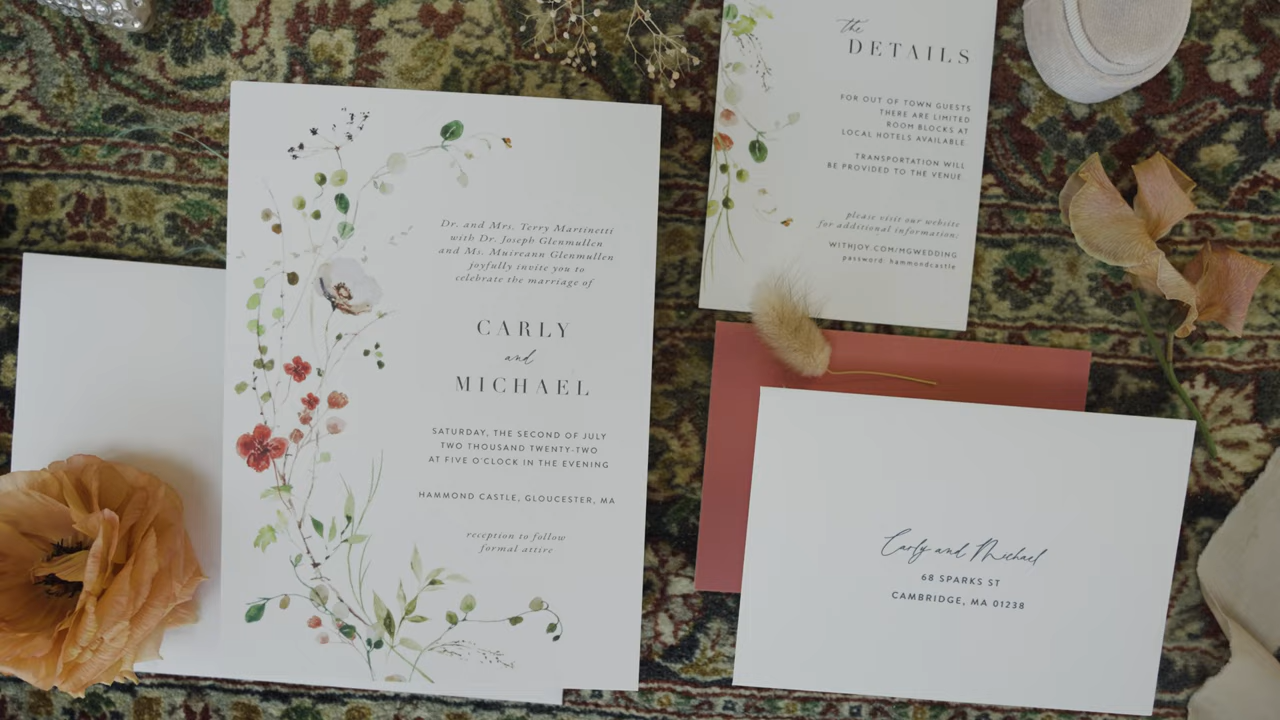 Dr. and Mrs. Terry Martinetti
with Dr. Joseph Glenmullen
and Ms. Muireann Glenmullen
joyfully invite you to
celebrate the marriage of
CARLY
and
MICHAEL
SATURDAY, THE SECOND OF JULY
TWO THOUSAND TWENTY-TWO
AT FIVE O'CLOCK IN THE EVENING
HAMMOND CASTLE, GLOUCESTER, MA
reception to follow
formal attire
the
DETAILS
FOR OUT OF TOWN GUESTS
THERE ARE LIMITED
ROOM BLOCKS AT
LOCAL HOTELS AVAILABLE.
TRANSPORTATION WILL
BE PROVIDED TO THE VENUE.
please visit our website
for additional information:
WITHJOY.COM/MGWEDDING
password: hammondcastle
Carly and Michael
68 SPARKS ST
CAMBRIDGE, MA 01238